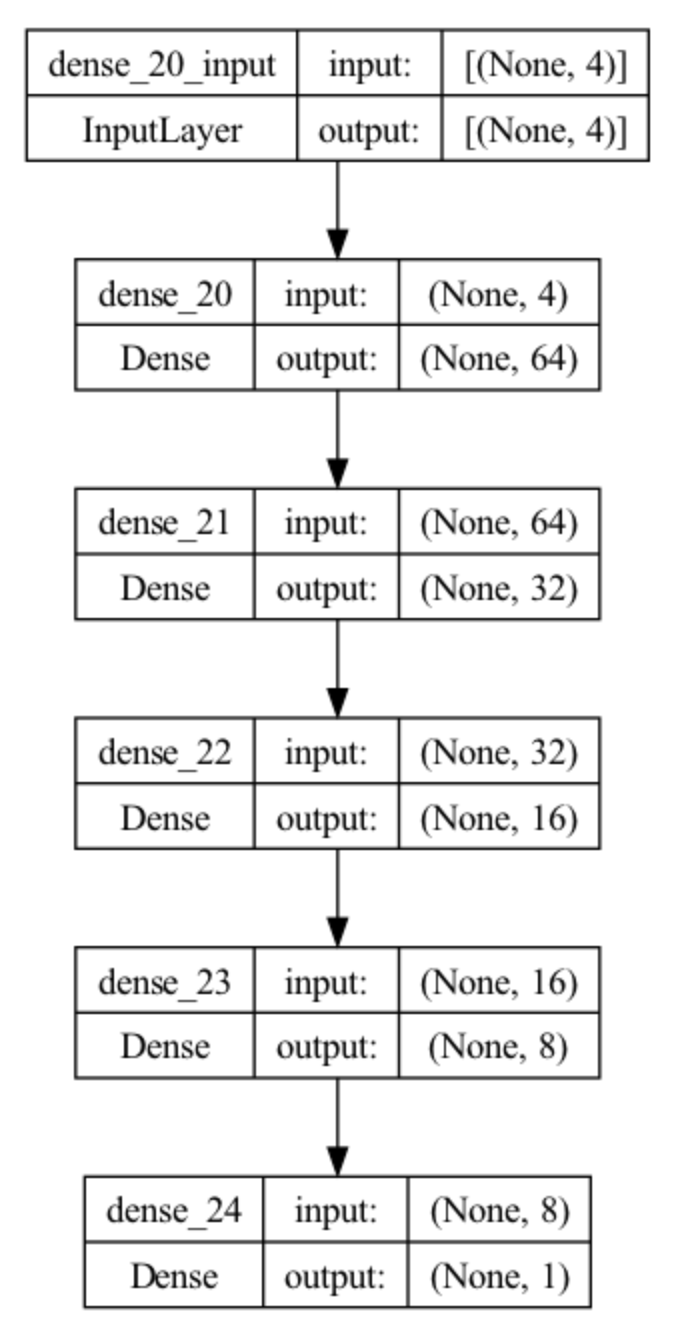 dense_20_input input: [(None, 4)]
InputLayer output: [(None, 4)]
dense_20 input: (None, 4)
Dense output: (None, 64)
dense_21 input: (None, 64)
Dense output: (None, 32)
dense_22 input: (None, 32)
Dense output: (None, 16)
dense_23 input: (None, 16)
Dense output: (None, 8)
dense_24 input: (None, 8)
Dense output: (None, 1)